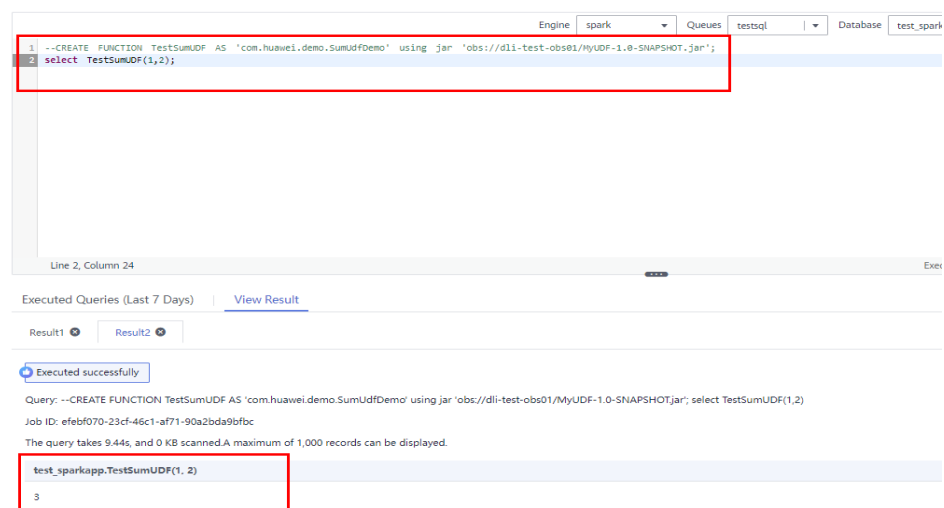 Engine spark Queues testsql Database test_spark
1 --CREATE FUNCTION TestSumUDF AS 'com.huawei.demo.SumUdfDemo' using jar 'obs://dli-test-obs01/MyUDF-1.0-SNAPSHOT.jar';
2 select TestSumUDF(1,2);
Line 2, Column 24 Exec
Executed Queries (Last 7 Days) View Result
Result1 Result2
Executed successfully
Query: --CREATE FUNCTION TestSumUDF AS 'com.huawei.demo.SumUdfDemo' using jar 'obs://dli-test-obs01/MyUDF-1.0-SNAPSHOT.jar'; select TestSumUDF(1,2)
Job ID: efebf070-23cf-46c1-af71-90a2bda9bfbc
The query takes 9.44s, and 0 KB scanned.A maximum of 1,000 records can be displayed.
test_sparkapp.TestSumUDF(1, 2)
3